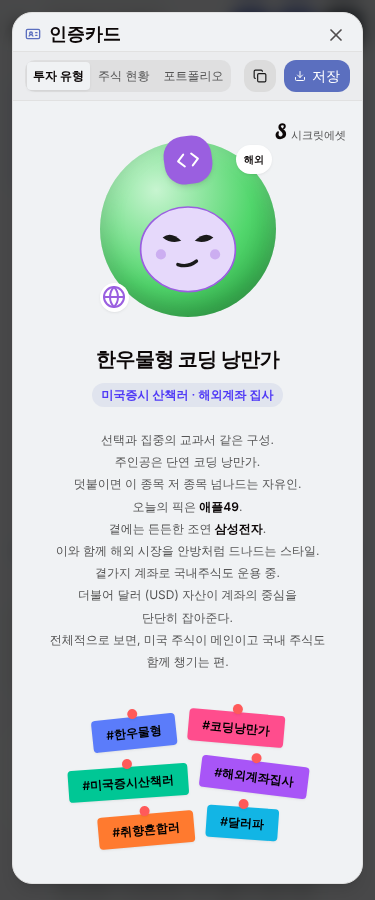 인증카드
투자 유형
주식 현황
포트폴리오
저장
S 시크릿에셋
해외
한우물형 코딩 낭만가
미국증시 산책러 · 해외계좌 집사
선택과 집중의 교과서 같은 구성.
주인공은 단연 코딩 낭만가.
덧붙이면 이 종목 저 종목 넘나드는 자유인.
오늘의 픽은 애플49.
곁에는 든든한 조연 삼성전자.
이와 함께 해외 시장을 안방처럼 드나드는 스타일.
곁가지 계좌로 국내주식도 운용 중.
더불어 달러 (USD) 자산이 계좌의 중심을
단단히 잡아준다.
전체적으로 보면, 미국 주식이 메인이고 국내 주식도
함께 챙기는 편.
#한우물형
#코딩낭만가
#미국증시산책러
#해외계좌집사
#취향혼합러
#달러파